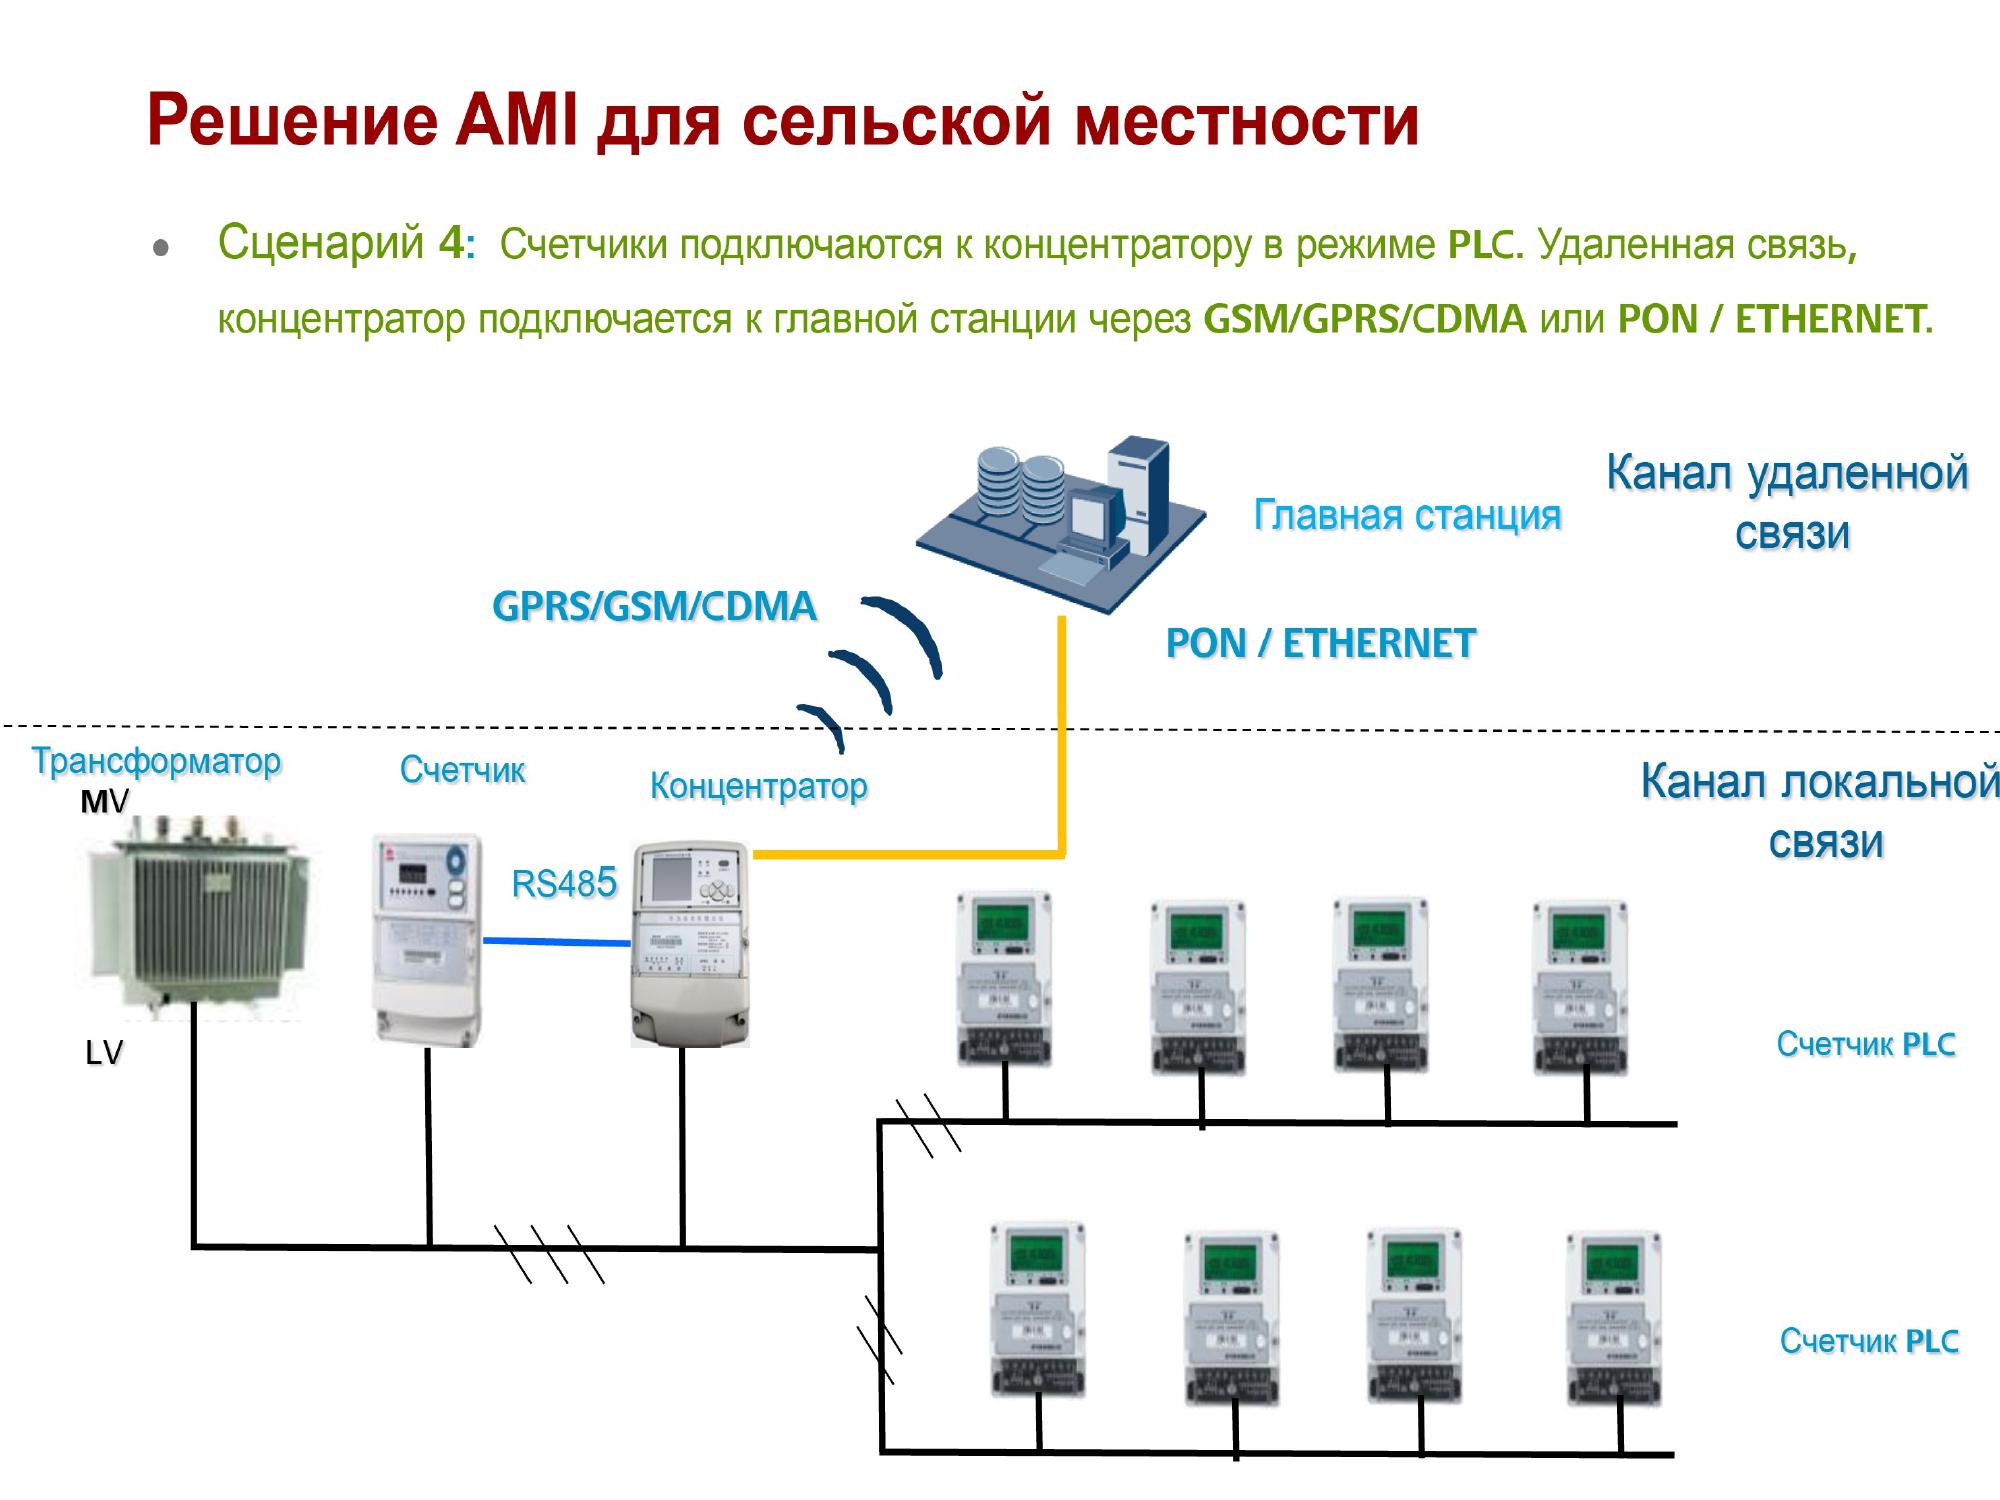 Решение AMI для сельской местности
Сценарий 4: Счетчики подключаются к концентратору в режиме PLC. Удаленная связь,
концентратор подключается к главной станции через GSM/GPRS/CDMA или PON / ETHERNET.
Канал удаленной
связи
Главная станция
GPRS/GSM/CDMA
PON / ETHERNET
Трансформатор
MV
Счетчик
Концентратор
Канал локальной
связи
RS485
LV
Счетчик PLC
Счетчик PLC